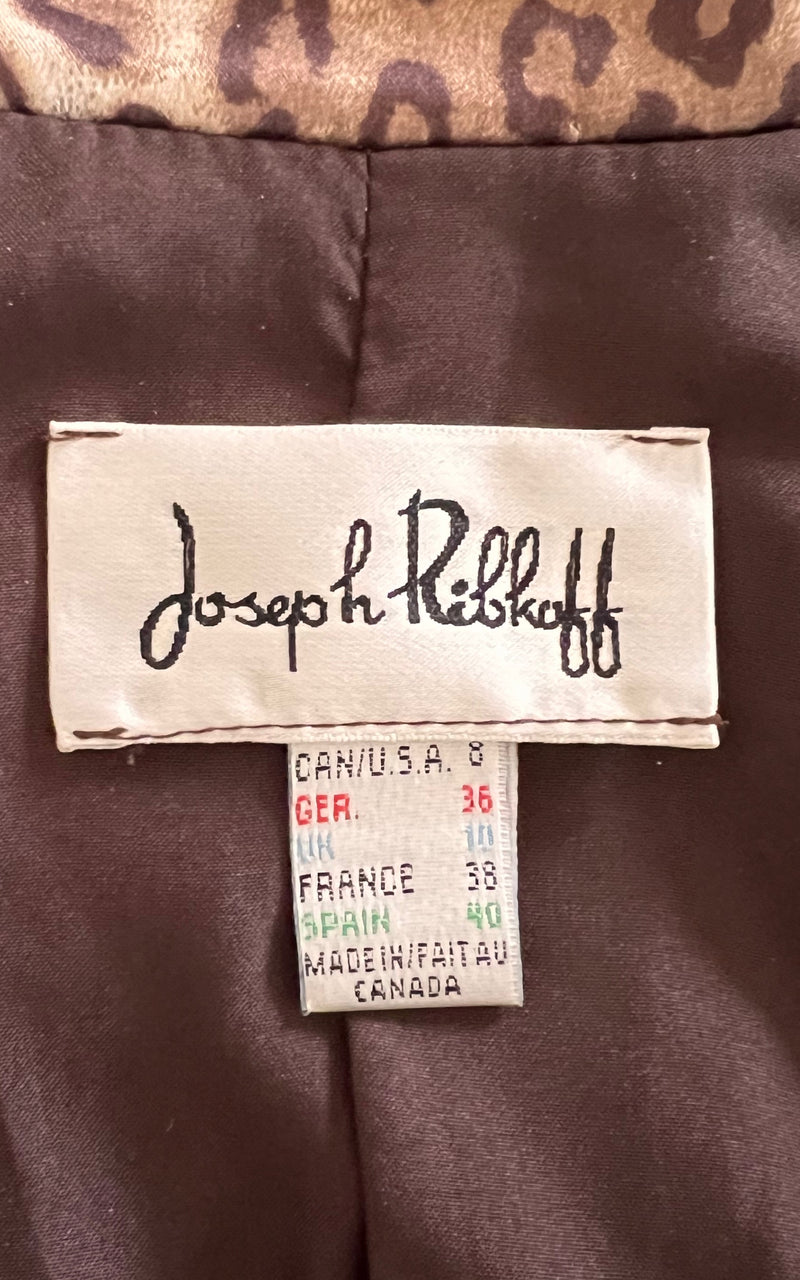 Joseph Ribkoff
CAN/U.S.A. 8
GER. 36
UK 10
FRANCE 38
SPAIN 40
MADE IN/FAIT AU
CANADA